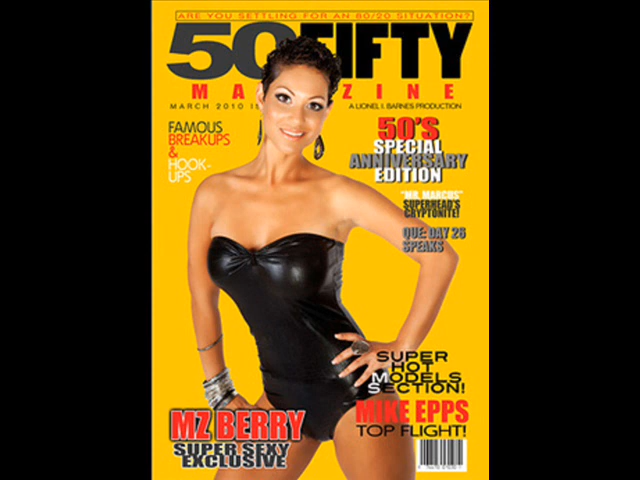 ARE YOU SETTLING FOR AN 80/20 SITUATION?
50FIFTY
MA ZINE
MARCH 2010
A LIONEL I. BARNES PRODUCTION
FAMOUS
BREAKUPS
&
HOOK-
UPS
50'S
SPECIAL
ANNIVERSARY
EDITION
"MR. MARCUS"
SUPERHEAD'S
CRYPTONITE!
QUE: DAY 26
SPEAKS
SUPER
HOT
MODELS
SECTION!
MIKE EPPS
TOP FLIGHT!
MZ BERRY
SUPER SEXY
EXCLUSIVE